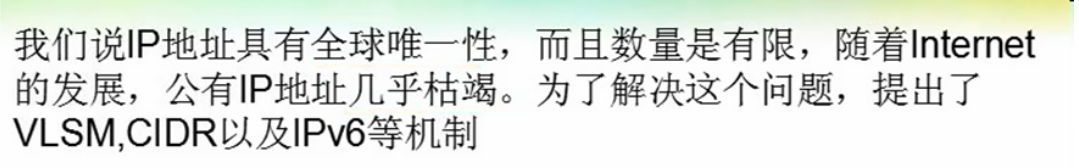 我们说IP地址具有全球唯一性，而且数量是有限，随着Internet
的发展，公有IP地址几乎枯竭。为了解决这个问题，提出了
VLSM,CIDR以及IPv6等机制